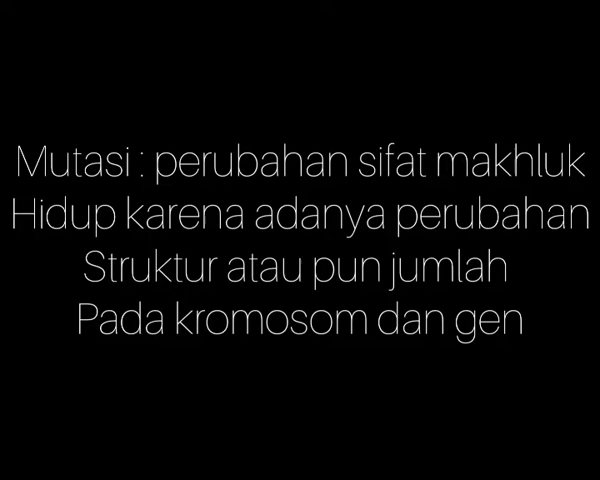 Mutasi : perubahan sifat makhluk
Hidup karena adanya perubahan
Struktur atau pun jumlah
Pada kromosom dan gen